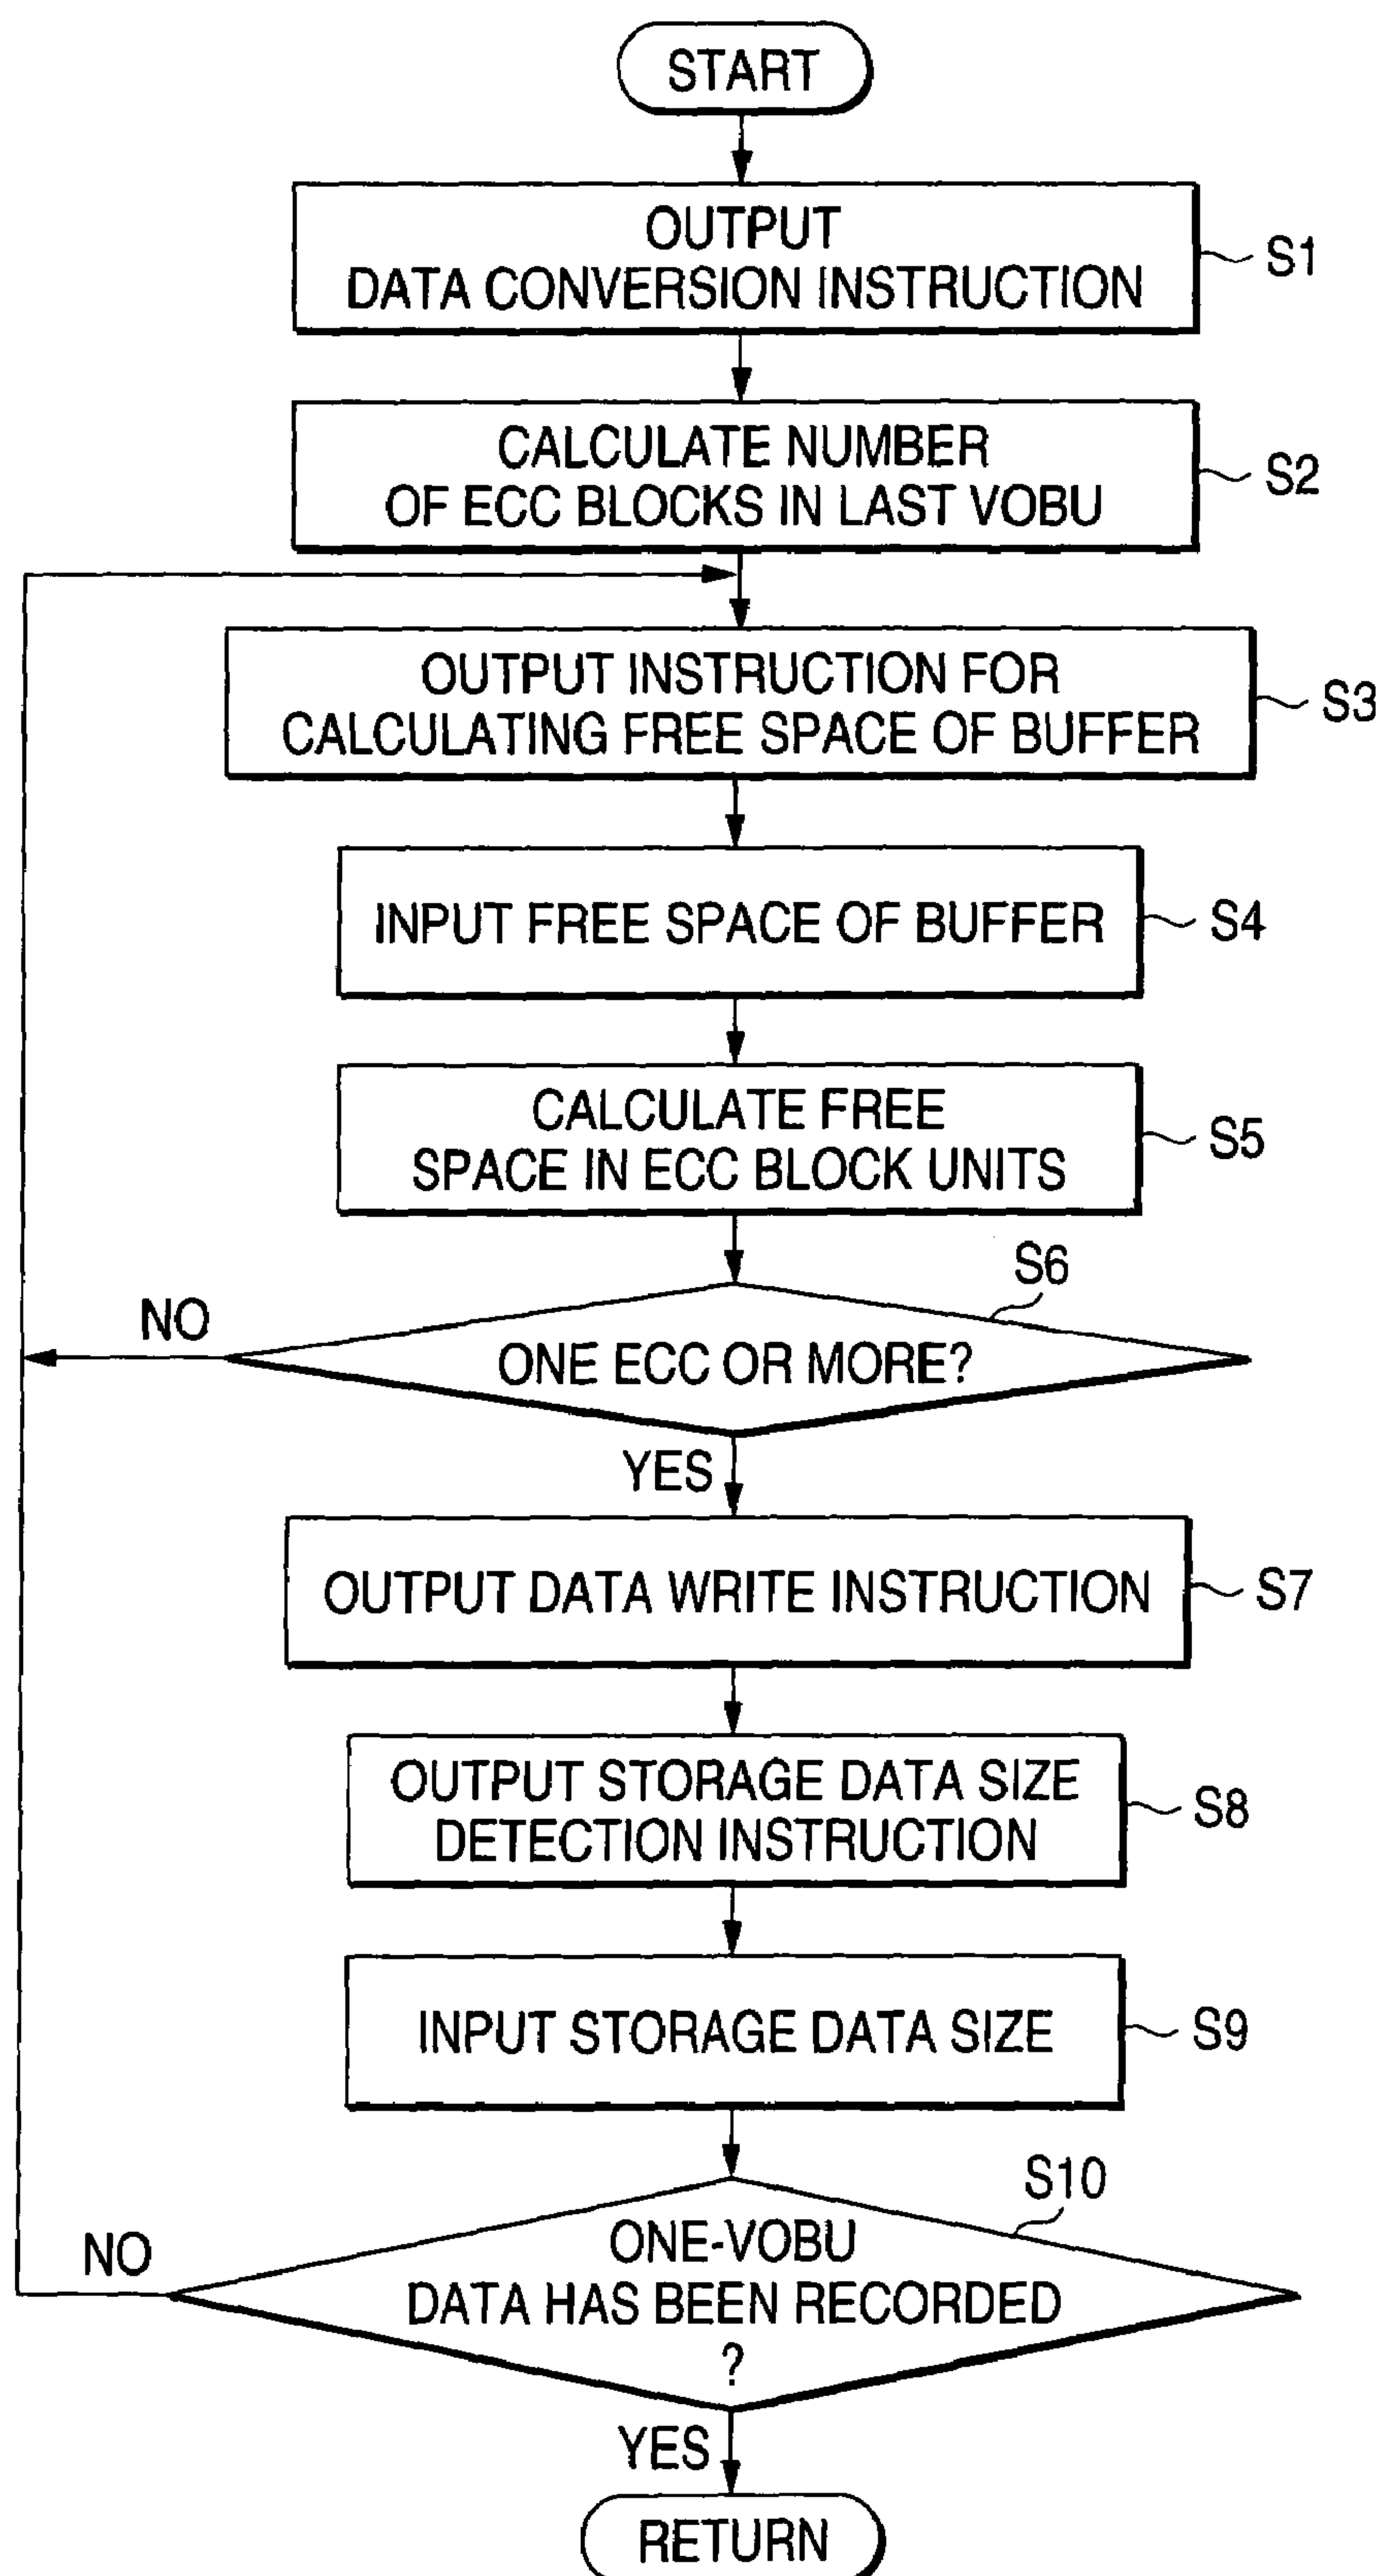 START
OUTPUT
DATA CONVERSION INSTRUCTION
S1
CALCULATE NUMBER
OF ECC BLOCKS IN LAST VOBU
S2
OUTPUT INSTRUCTION FOR
CALCULATING FREE SPACE OF BUFFER
S3
INPUT FREE SPACE OF BUFFER
S4
CALCULATE FREE
SPACE IN ECC BLOCK UNITS
S5
S6
NO
ONE ECC OR MORE?
YES
OUTPUT DATA WRITE INSTRUCTION
S7
OUTPUT STORAGE DATA SIZE
DETECTION INSTRUCTION
S8
INPUT STORAGE DATA SIZE
S9
S10
NO
ONE-VOBU
DATA HAS BEEN RECORDED
?
YES
RETURN